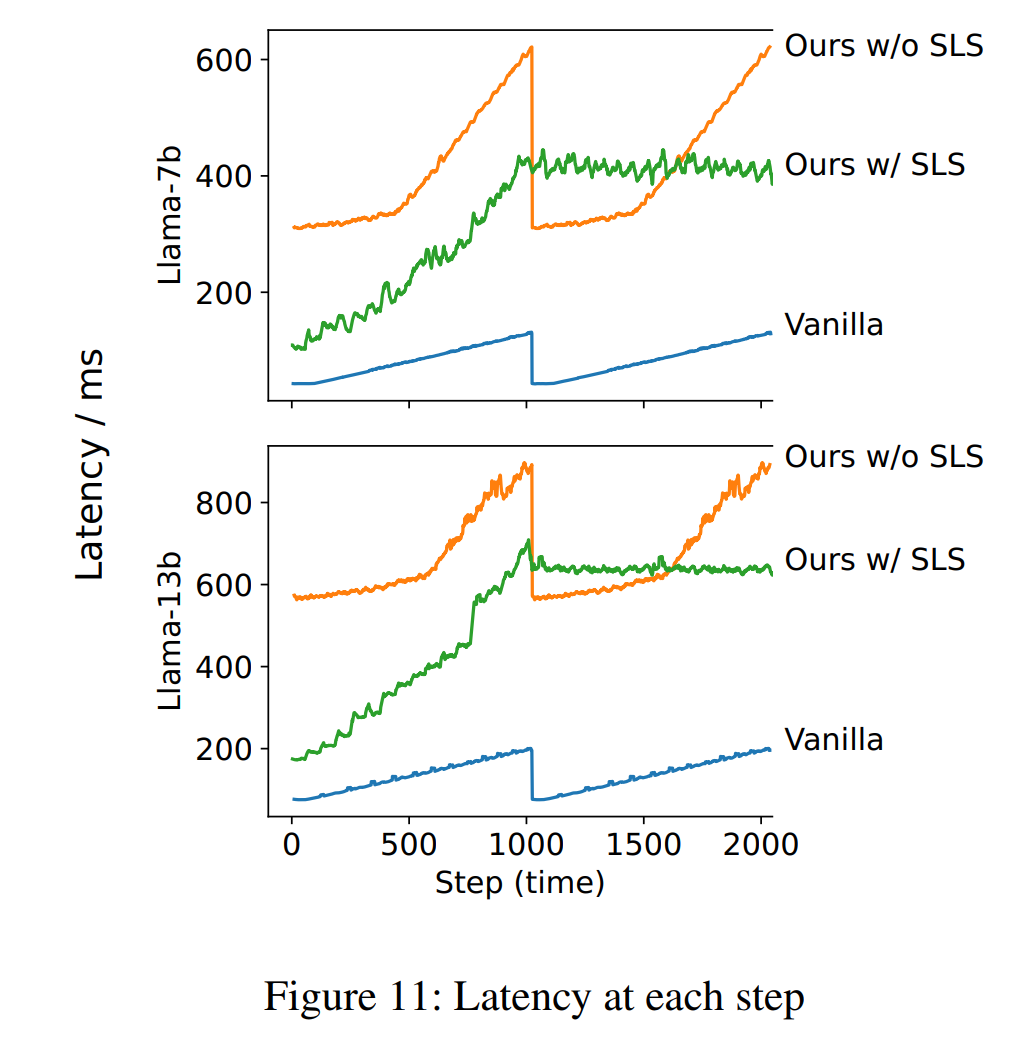 Latency / ms
Llama-7b
600
400
200
Ours w/o SLS
Ours w/ SLS
Vanilla
Llama-13b
800
600
400
200
Ours w/o SLS
Ours w/ SLS
Vanilla
0 500 1000 1500 2000
Step (time)
Figure 11: Latency at each step